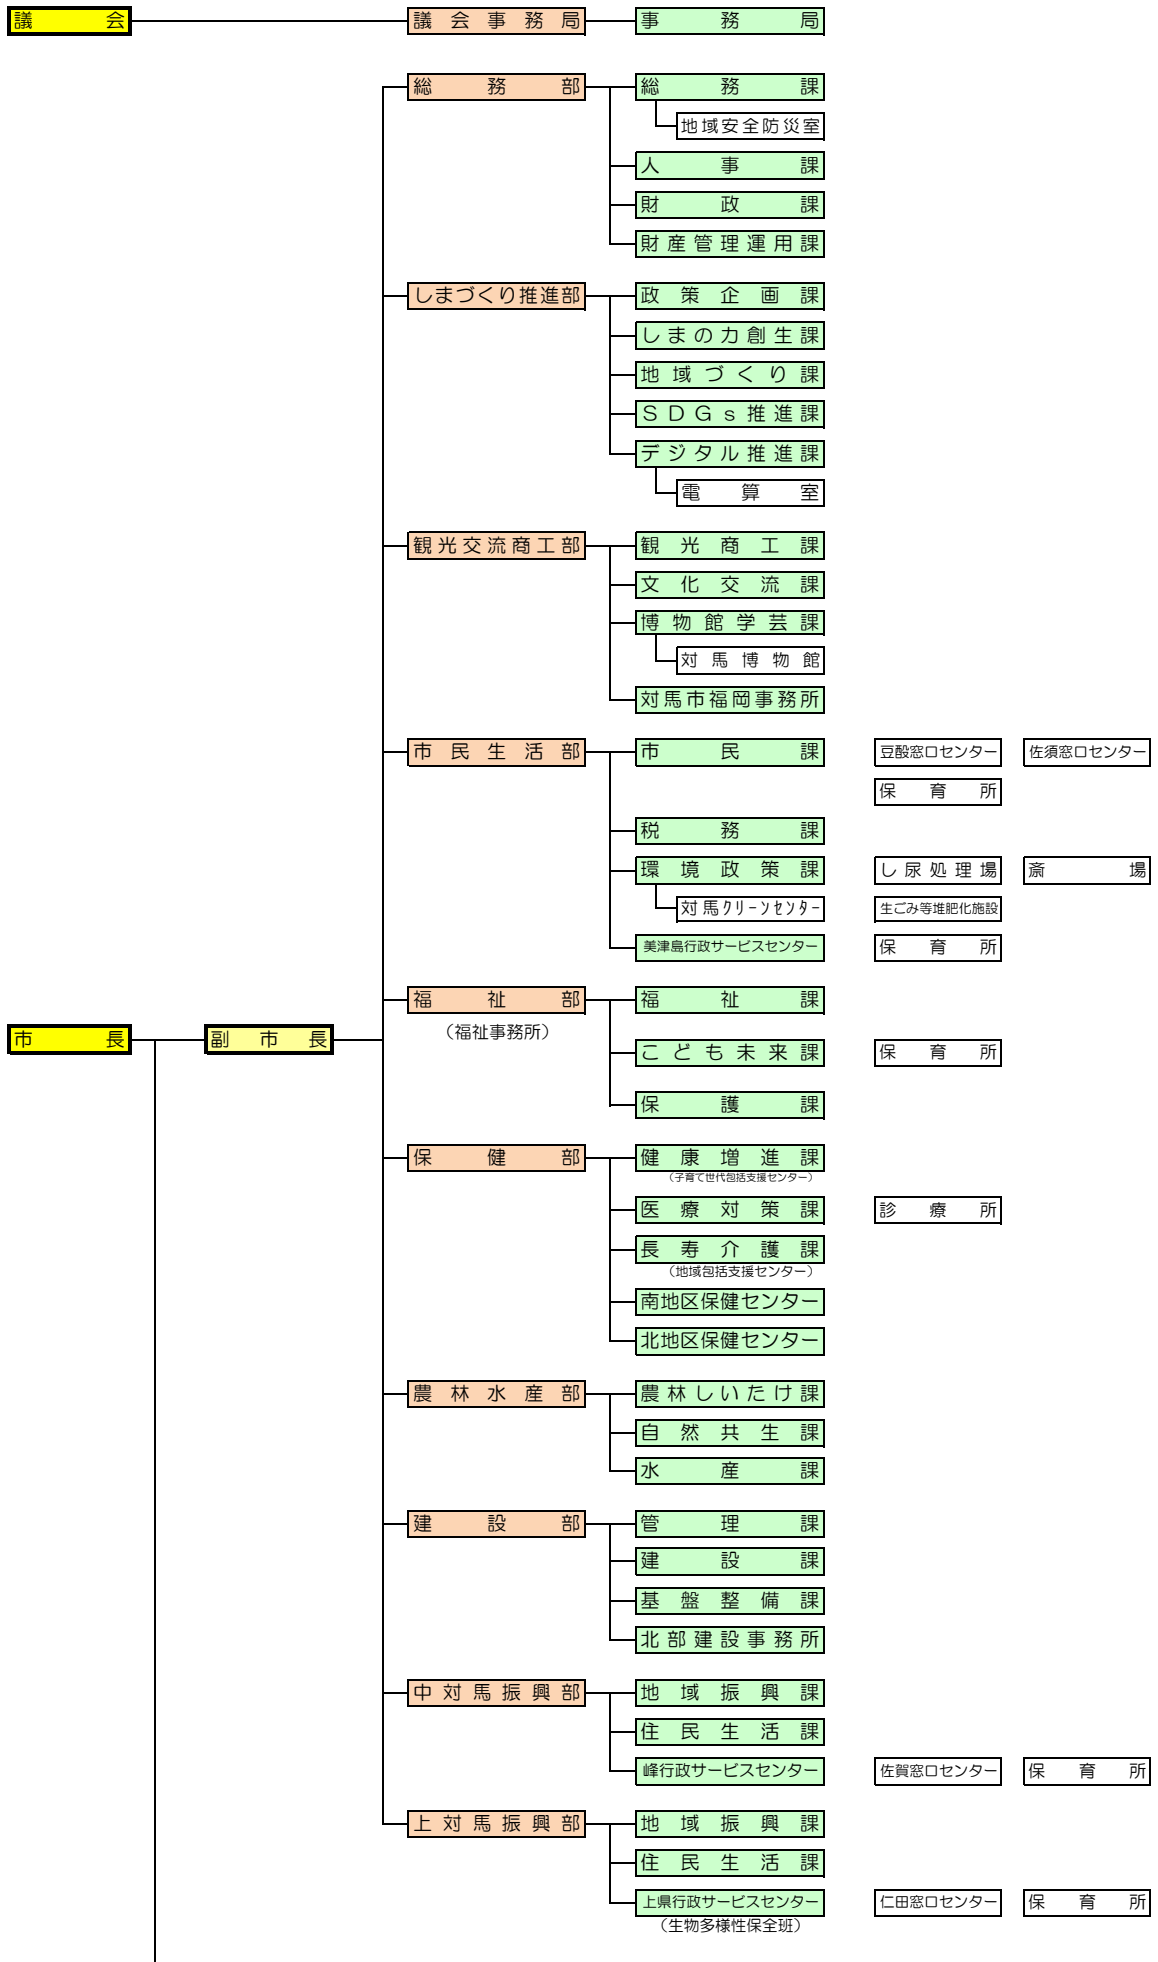 議会 議会事務局 事務局
総務部 総務課
地域安全防災室
人事課
財政課
財産管理運用課
しまづくり推進部 政策企画課
しまの力創生課
地域づくり課
ＳＤＧｓ推進課
デジタル推進課
電算室
観光交流商工部 観光商工課
文化交流課
博物館学芸課
対馬博物館
対馬市福岡事務所
市民生活部 市民課 豆酘窓口センター 佐須窓口センター
保育所
税務課
環境政策課 し尿処理場 斎場
対馬ｸﾘｰﾝｾﾝﾀｰ 生ごみ等堆肥化施設
美津島行政サービスセンター 保育所
福祉部 福祉課
（福祉事務所）
市長 副市長
こども未来課 保育所
保護課
保健部 健康増進課
（子育て世代包括支援センター）
医療対策課 診療所
長寿介護課
（地域包括支援センター）
南地区保健センター
北地区保健センター
農林水産部 農林しいたけ課
自然共生課
水産課
建設部 管理課
建設課
基盤整備課
北部建設事務所
中対馬振興部 地域振興課
住民生活課
峰行政サービスセンター 佐賀窓口センター 保育所
上対馬振興部 地域振興課
住民生活課
上県行政サービスセンター 仁田窓口センター 保育所
（生物多様性保全班）